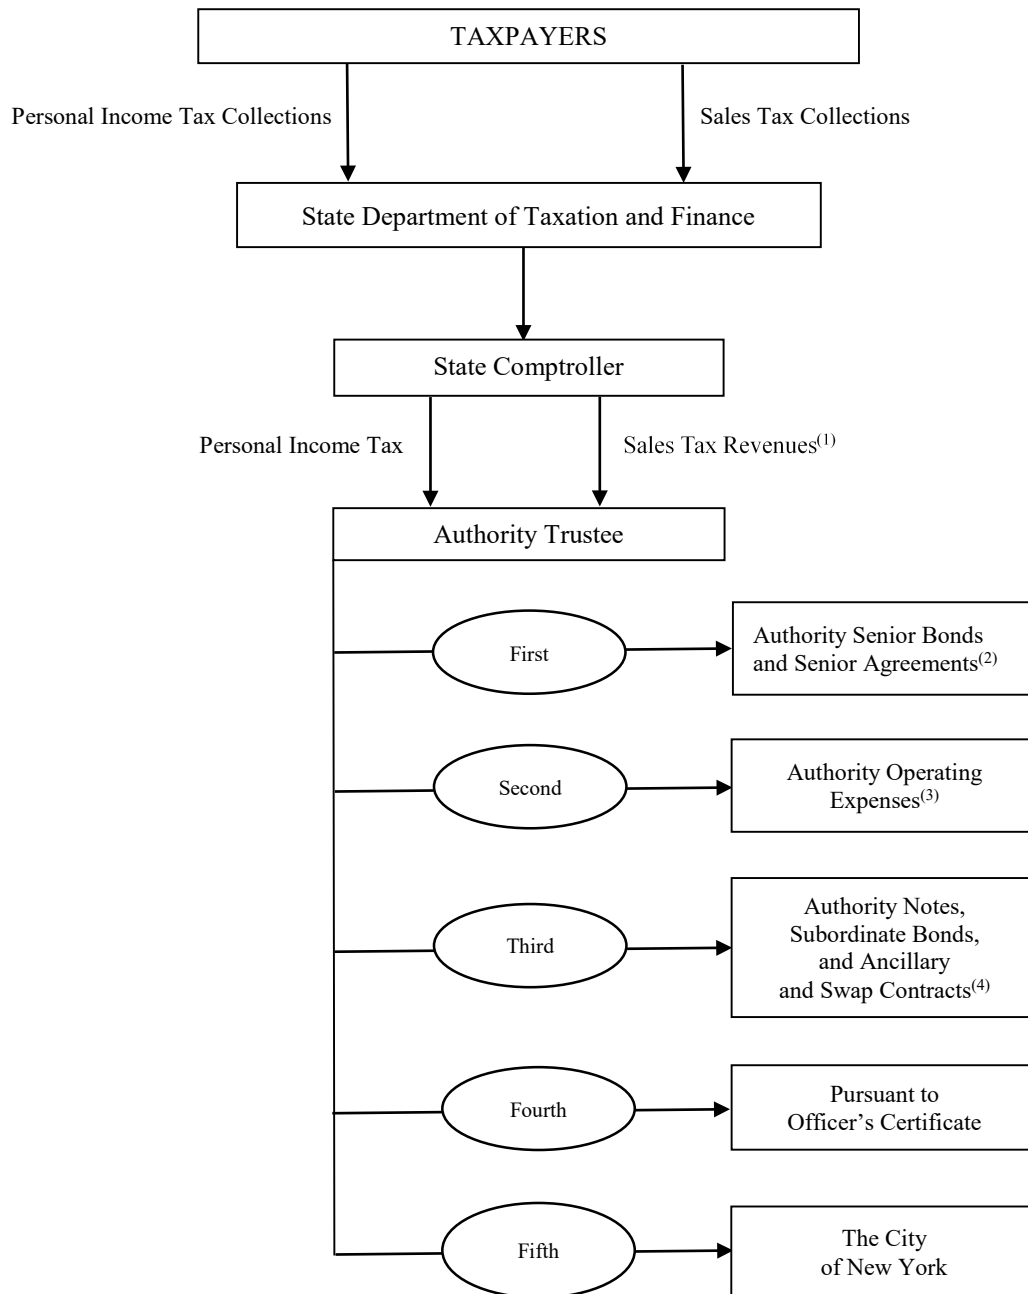 TAXPAYERS
Personal Income Tax Collections
Sales Tax Collections
State Department of Taxation and Finance
State Comptroller
Personal Income Tax
Sales Tax Revenues(1)
Authority Trustee
First
Authority Senior Bonds
and Senior Agreements(2)
Second
Authority Operating
Expenses(3)
Third
Authority Notes,
Subordinate Bonds,
and Ancillary
and Swap Contracts(4)
Fourth
Pursuant to
Officer’s Certificate
Fifth
The City
of New York